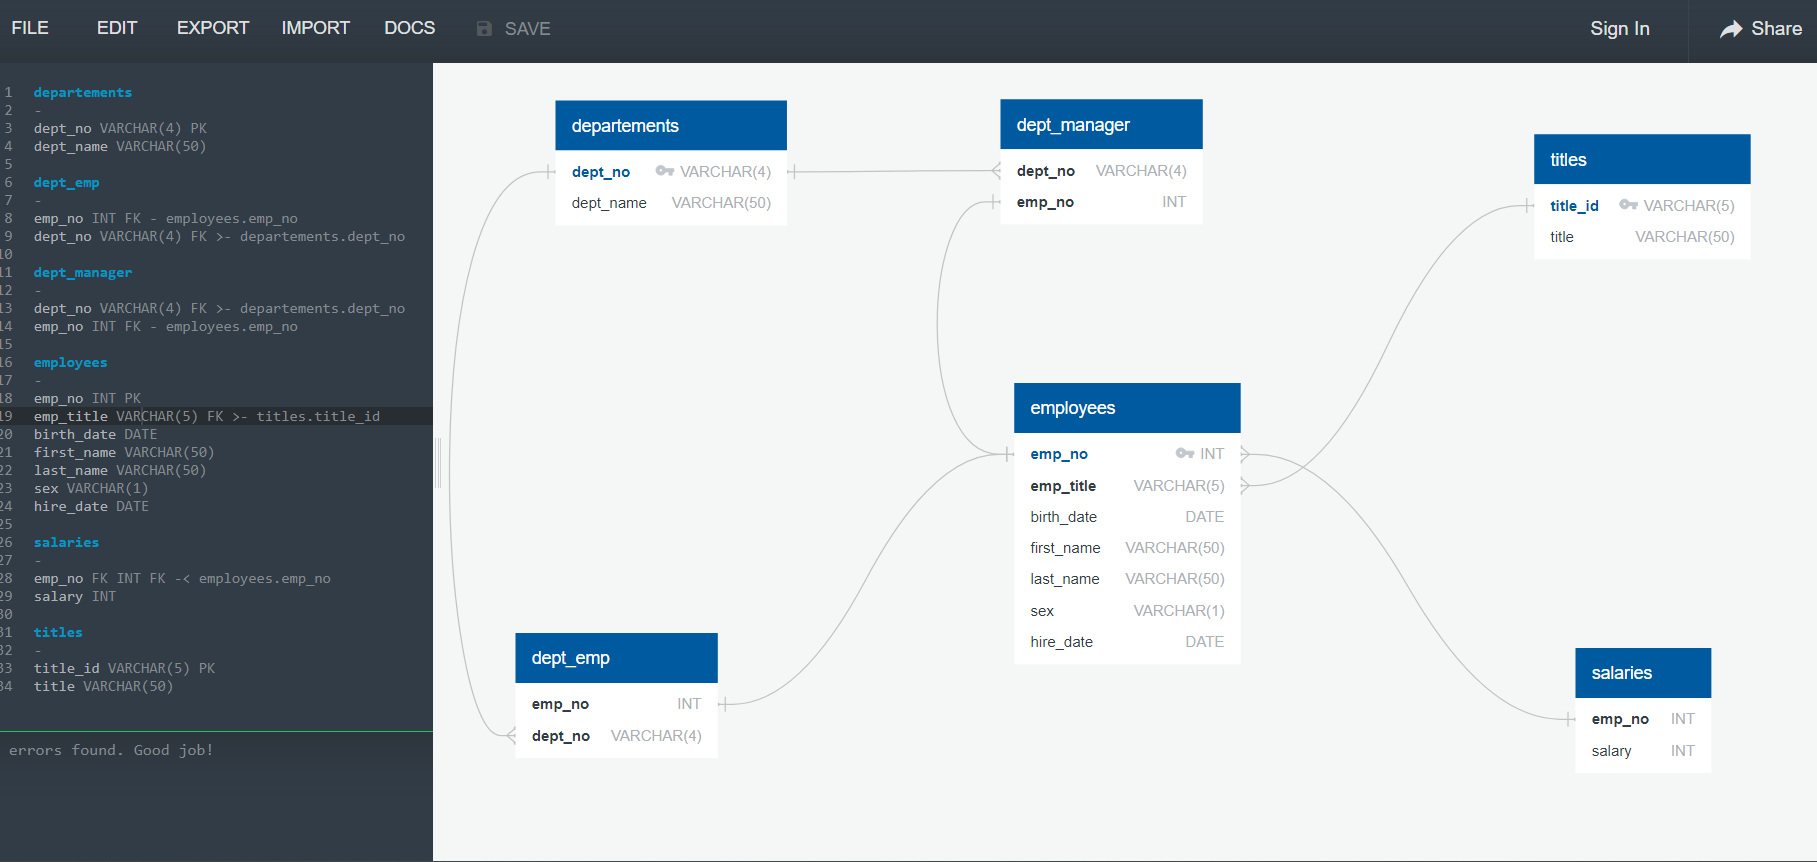 FILE EDIT EXPORT IMPORT DOCS SAVE Sign In Share
1 departements
2 -
3 dept_no VARCHAR(4) PK
4 dept_name VARCHAR(50)
5
6 dept_emp
7 -
8 emp_no INT FK - employees.emp_no
9 dept_no VARCHAR(4) FK >- departements.dept_no
10
11 dept_manager
12 -
13 dept_no VARCHAR(4) FK >- departements.dept_no
14 emp_no INT FK - employees.emp_no
15
16 employees
17 -
18 emp_no INT PK
19 emp_title VARCHAR(5) FK >- titles.title_id
20 birth_date DATE
21 first_name VARCHAR(50)
22 last_name VARCHAR(50)
23 sex VARCHAR(1)
24 hire_date DATE
25
26 salaries
27 -
28 emp_no FK INT FK -< employees.emp_no
29 salary INT
30
31 titles
32 -
33 title_id VARCHAR(5) PK
34 title VARCHAR(50)
errors found. Good job!
departements
dept_no VARCHAR(4)
dept_name VARCHAR(50)
dept_manager
dept_no VARCHAR(4)
emp_no INT
titles
title_id VARCHAR(5)
title VARCHAR(50)
employees
emp_no INT
emp_title VARCHAR(5)
birth_date DATE
first_name VARCHAR(50)
last_name VARCHAR(50)
sex VARCHAR(1)
hire_date DATE
dept_emp
emp_no INT
dept_no VARCHAR(4)
salaries
emp_no INT
salary INT